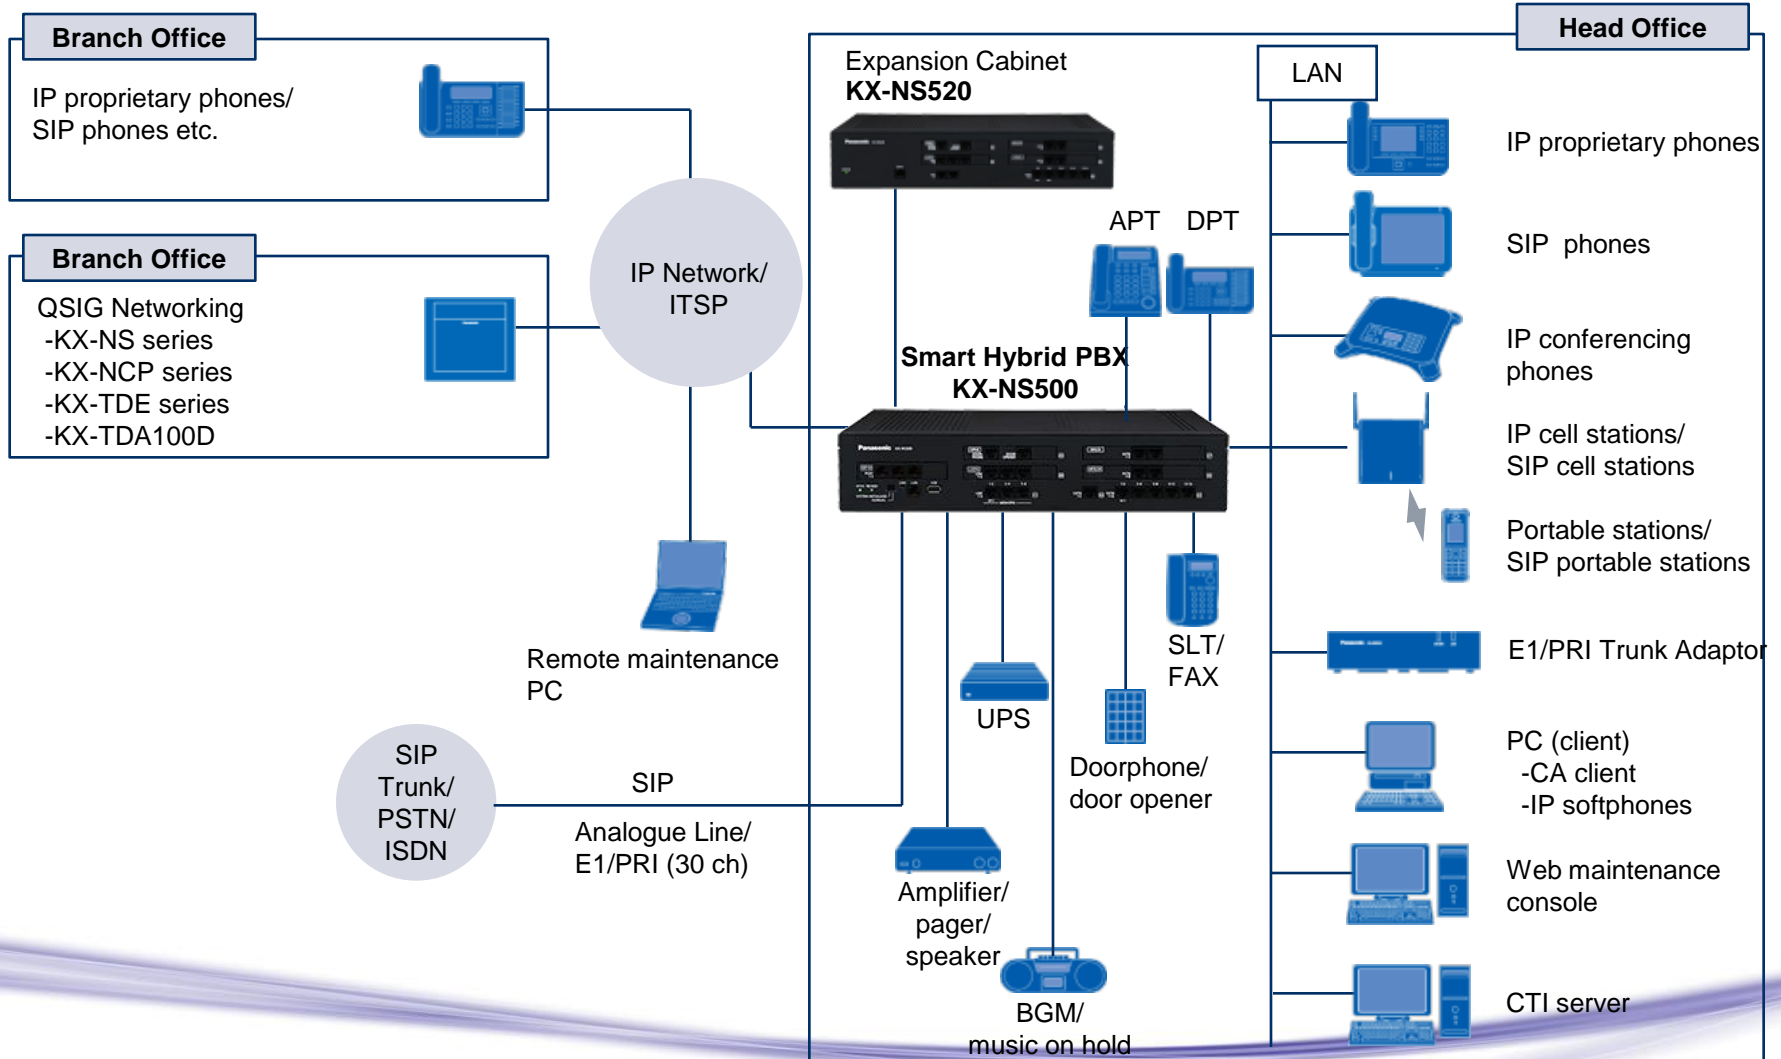 Branch Office
IP proprietary phones/
SIP phones etc.
Branch Office
QSIG Networking
-KX-NS series
-KX-NCP series
-KX-TDE series
-KX-TDA100D
IP Network/
ITSP
Remote maintenance
PC
SIP
Trunk/
PSTN/
ISDN
SIP
Analogue Line/
E1/PRI (30 ch)
Head Office
Expansion Cabinet
KX-NS520
Panasonic
APT
DPT
Smart Hybrid PBX
KX-NS500
Panasonic
UPS
SLT/
FAX
Doorphone/
door opener
Amplifier/
pager/
speaker
BGM/
music on hold
LAN
IP proprietary phones
SIP phones
IP conferencing
phones
IP cell stations/
SIP cell stations
Portable stations/
SIP portable stations
E1/PRI Trunk Adaptor
PC (client)
-CA client
-IP softphones
Web maintenance
console
CTI server